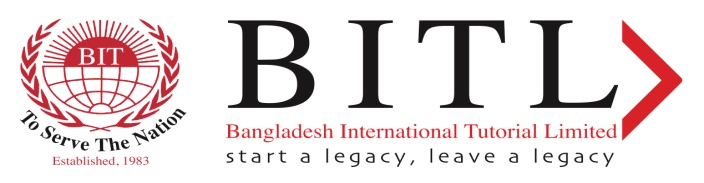 BIT
To Serve The Nation
Established, 1983
BITL
Bangladesh International Tutorial Limited
start a legacy, leave a legacy